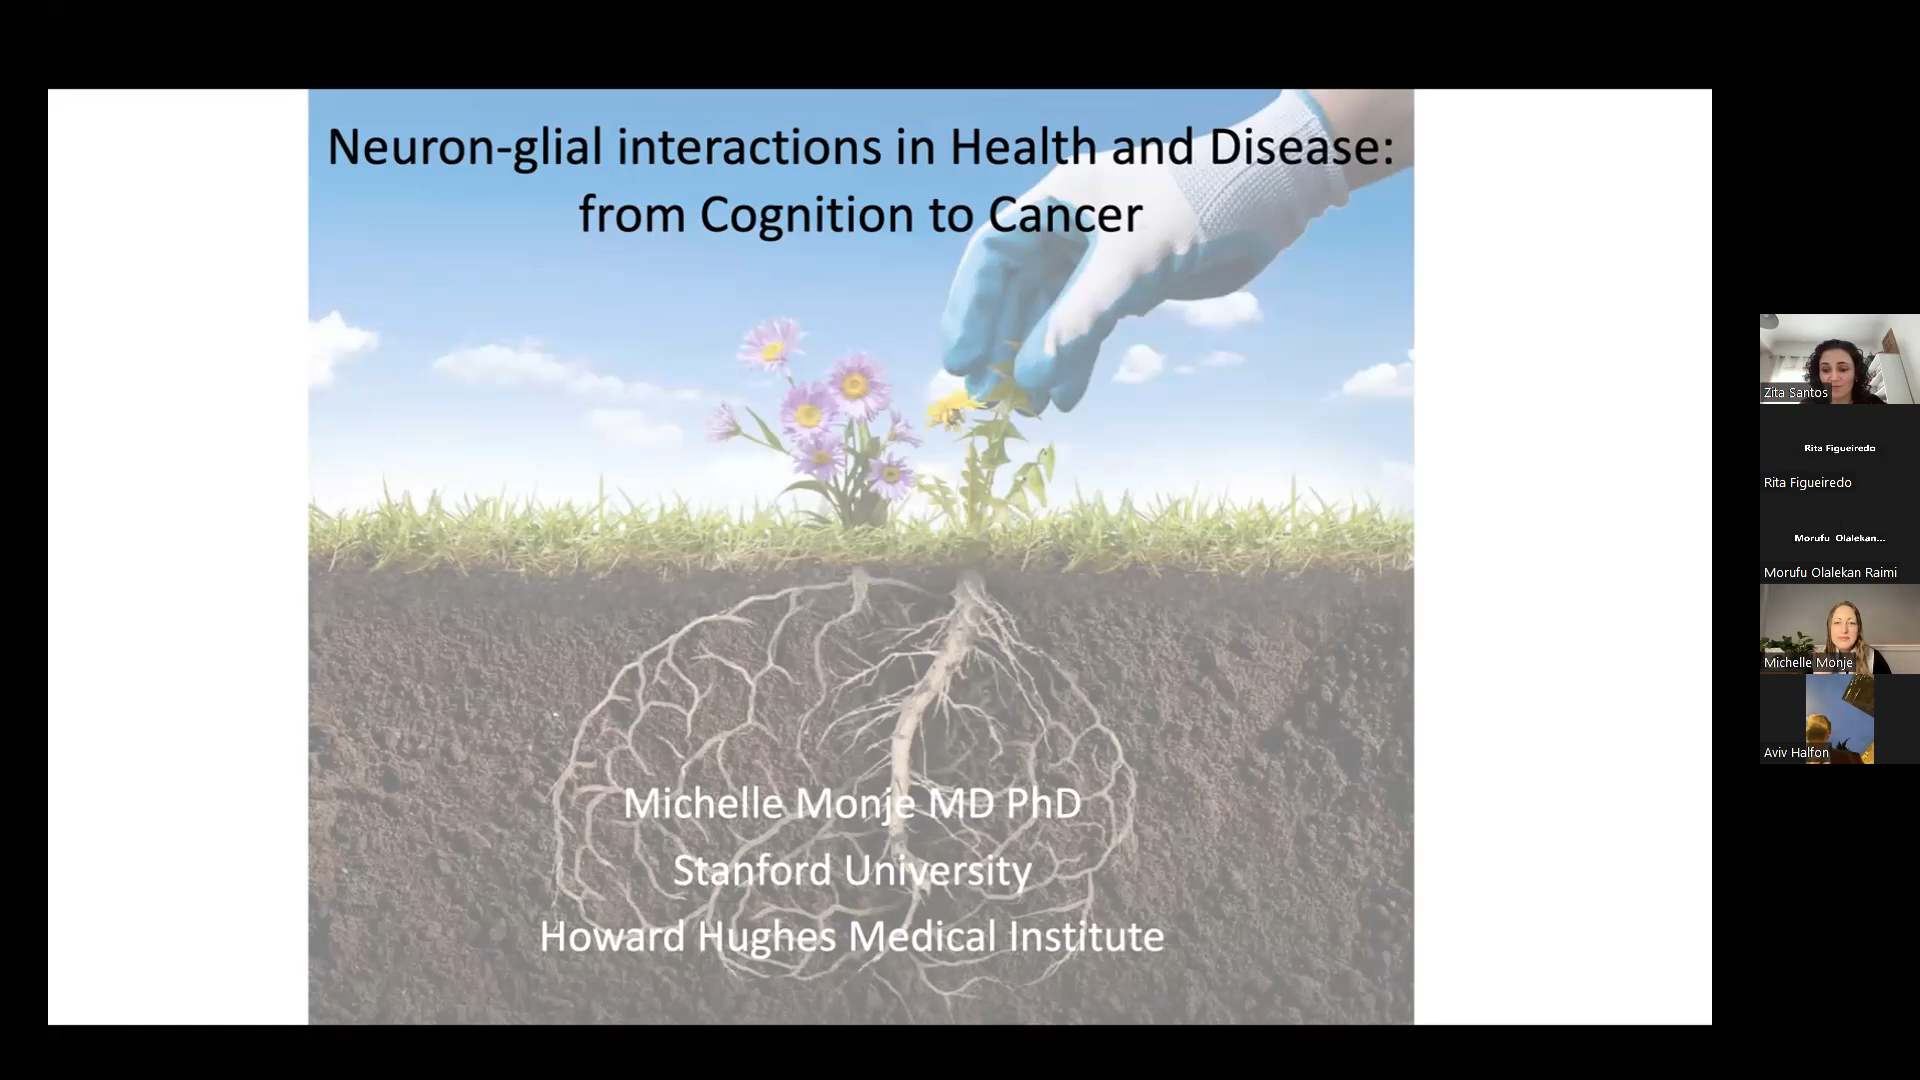 Neuron-glial interactions in Health and Disease:
from Cognition to Cancer
Michelle Monje MD PhD
Stanford University
Howard Hughes Medical Institute
Zita Santos
Rita Figueiredo
Rita Figueiredo
Morufu Olalekan...
Morufu Olalekan Raimi
Michelle Monje
Aviv Halfon